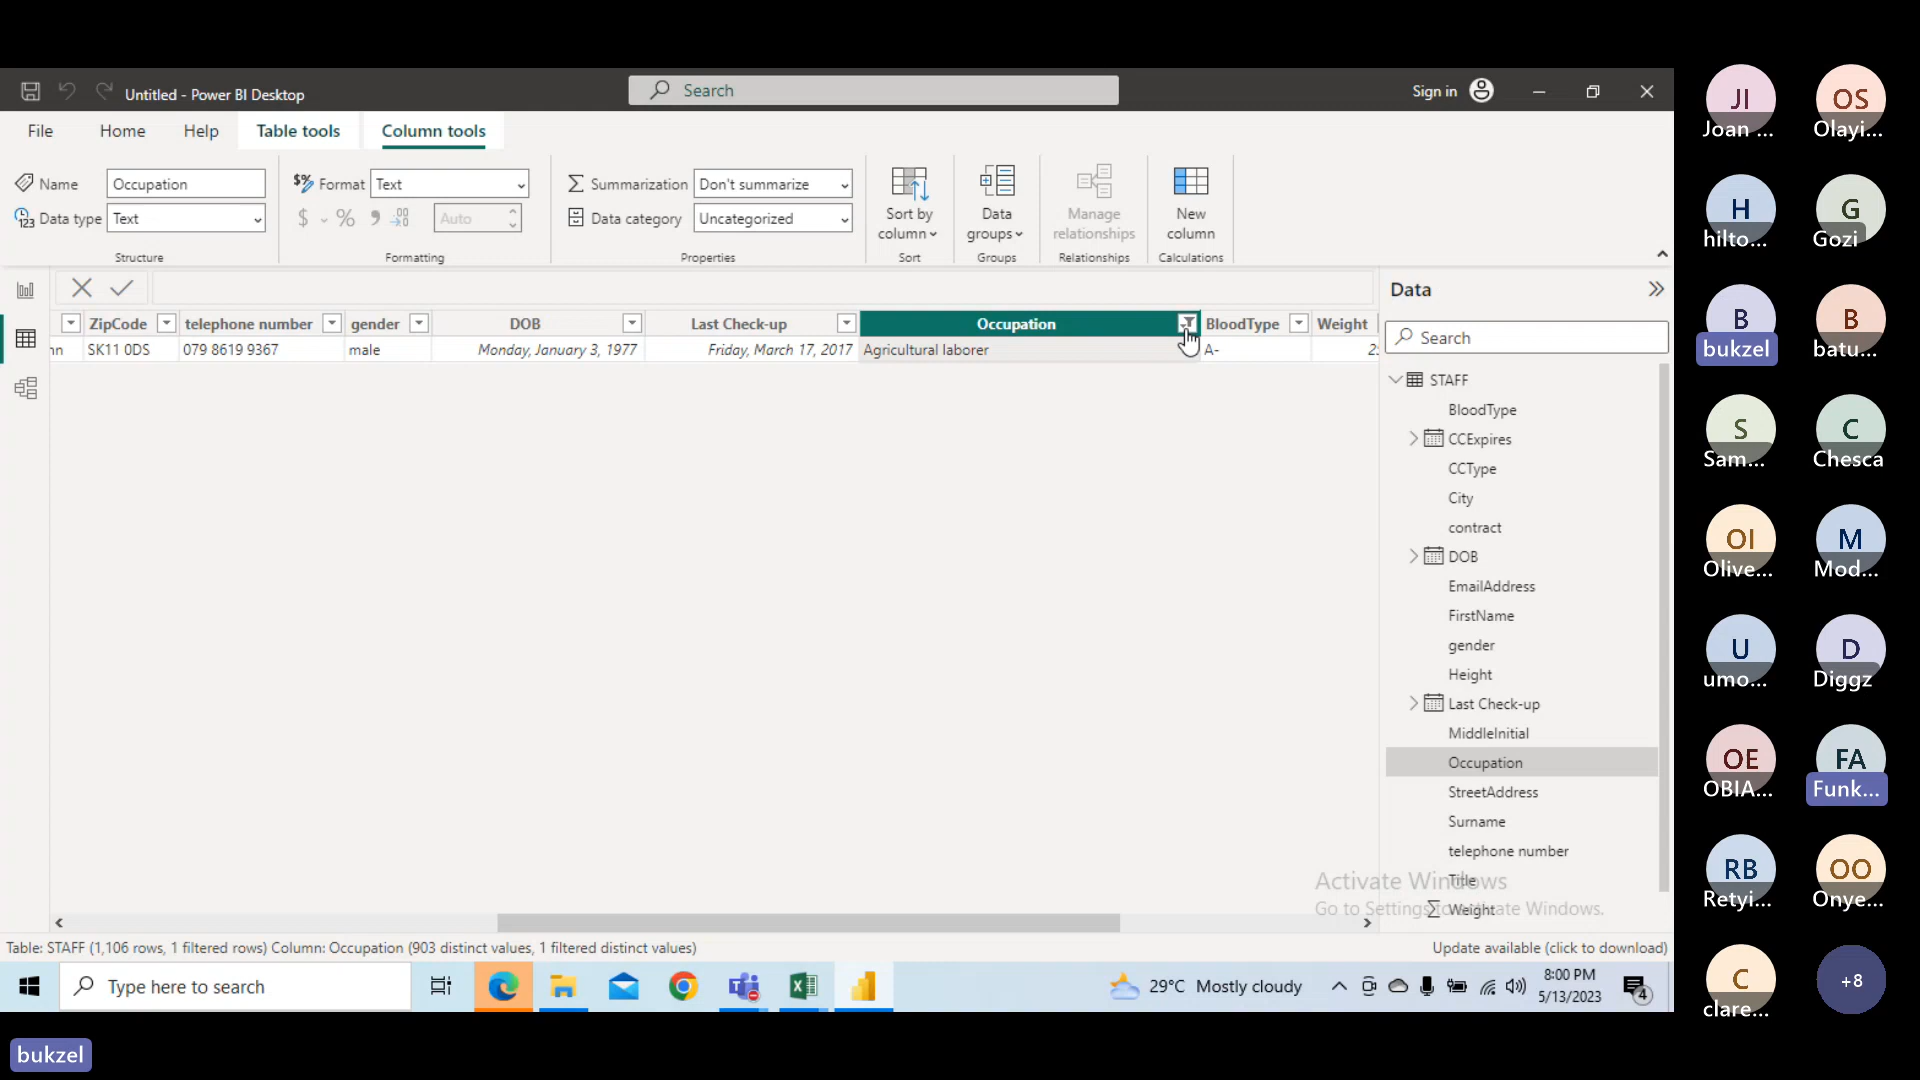 Untitled - Power BI Desktop
Search
Sign in
File
Home
Help
Table tools
Column tools
Name
Occupation
Data type
Text
Structure
Format
Text
$ % 9
Auto
Formatting
Summarization
Don't summarize
Data category
Uncategorized
Properties
Sort by
column
Sort
Data
groups
Groups
Manage
relationships
Relationships
New
column
Calculations
ZipCode
telephone number
gender
DOB
Last Check-up
Occupation
BloodType
Weight
SK11 0DS
079 8619 9367
male
Monday, January 3, 1977
Friday, March 17, 2017
Agricultural laborer
A-
Data
Search
STAFF
BloodType
CCExpires
CCType
City
contract
DOB
EmailAddress
FirstName
gender
Height
Last Check-up
MiddleInitial
Occupation
StreetAddress
Surname
telephone number
Title
Weight
Activate Windows
Go to Settings to activate Windows.
Table: STAFF (1,106 rows, 1 filtered rows) Column: Occupation (903 distinct values, 1 filtered distinct values)
Update available (click to download)
Type here to search
29°C Mostly cloudy
8:00 PM
5/13/2023
4
JI
Joan ...
OS
Olayi...
H
hilto...
G
Gozi
B
bukzel
B
batu...
S
Sam...
C
Chesca
OI
Olive...
M
Mod...
U
umo...
D
Diggz
OE
OBIA...
FA
Funk...
RB
Retyi...
OO
Onye...
C
clare...
+8
bukzel